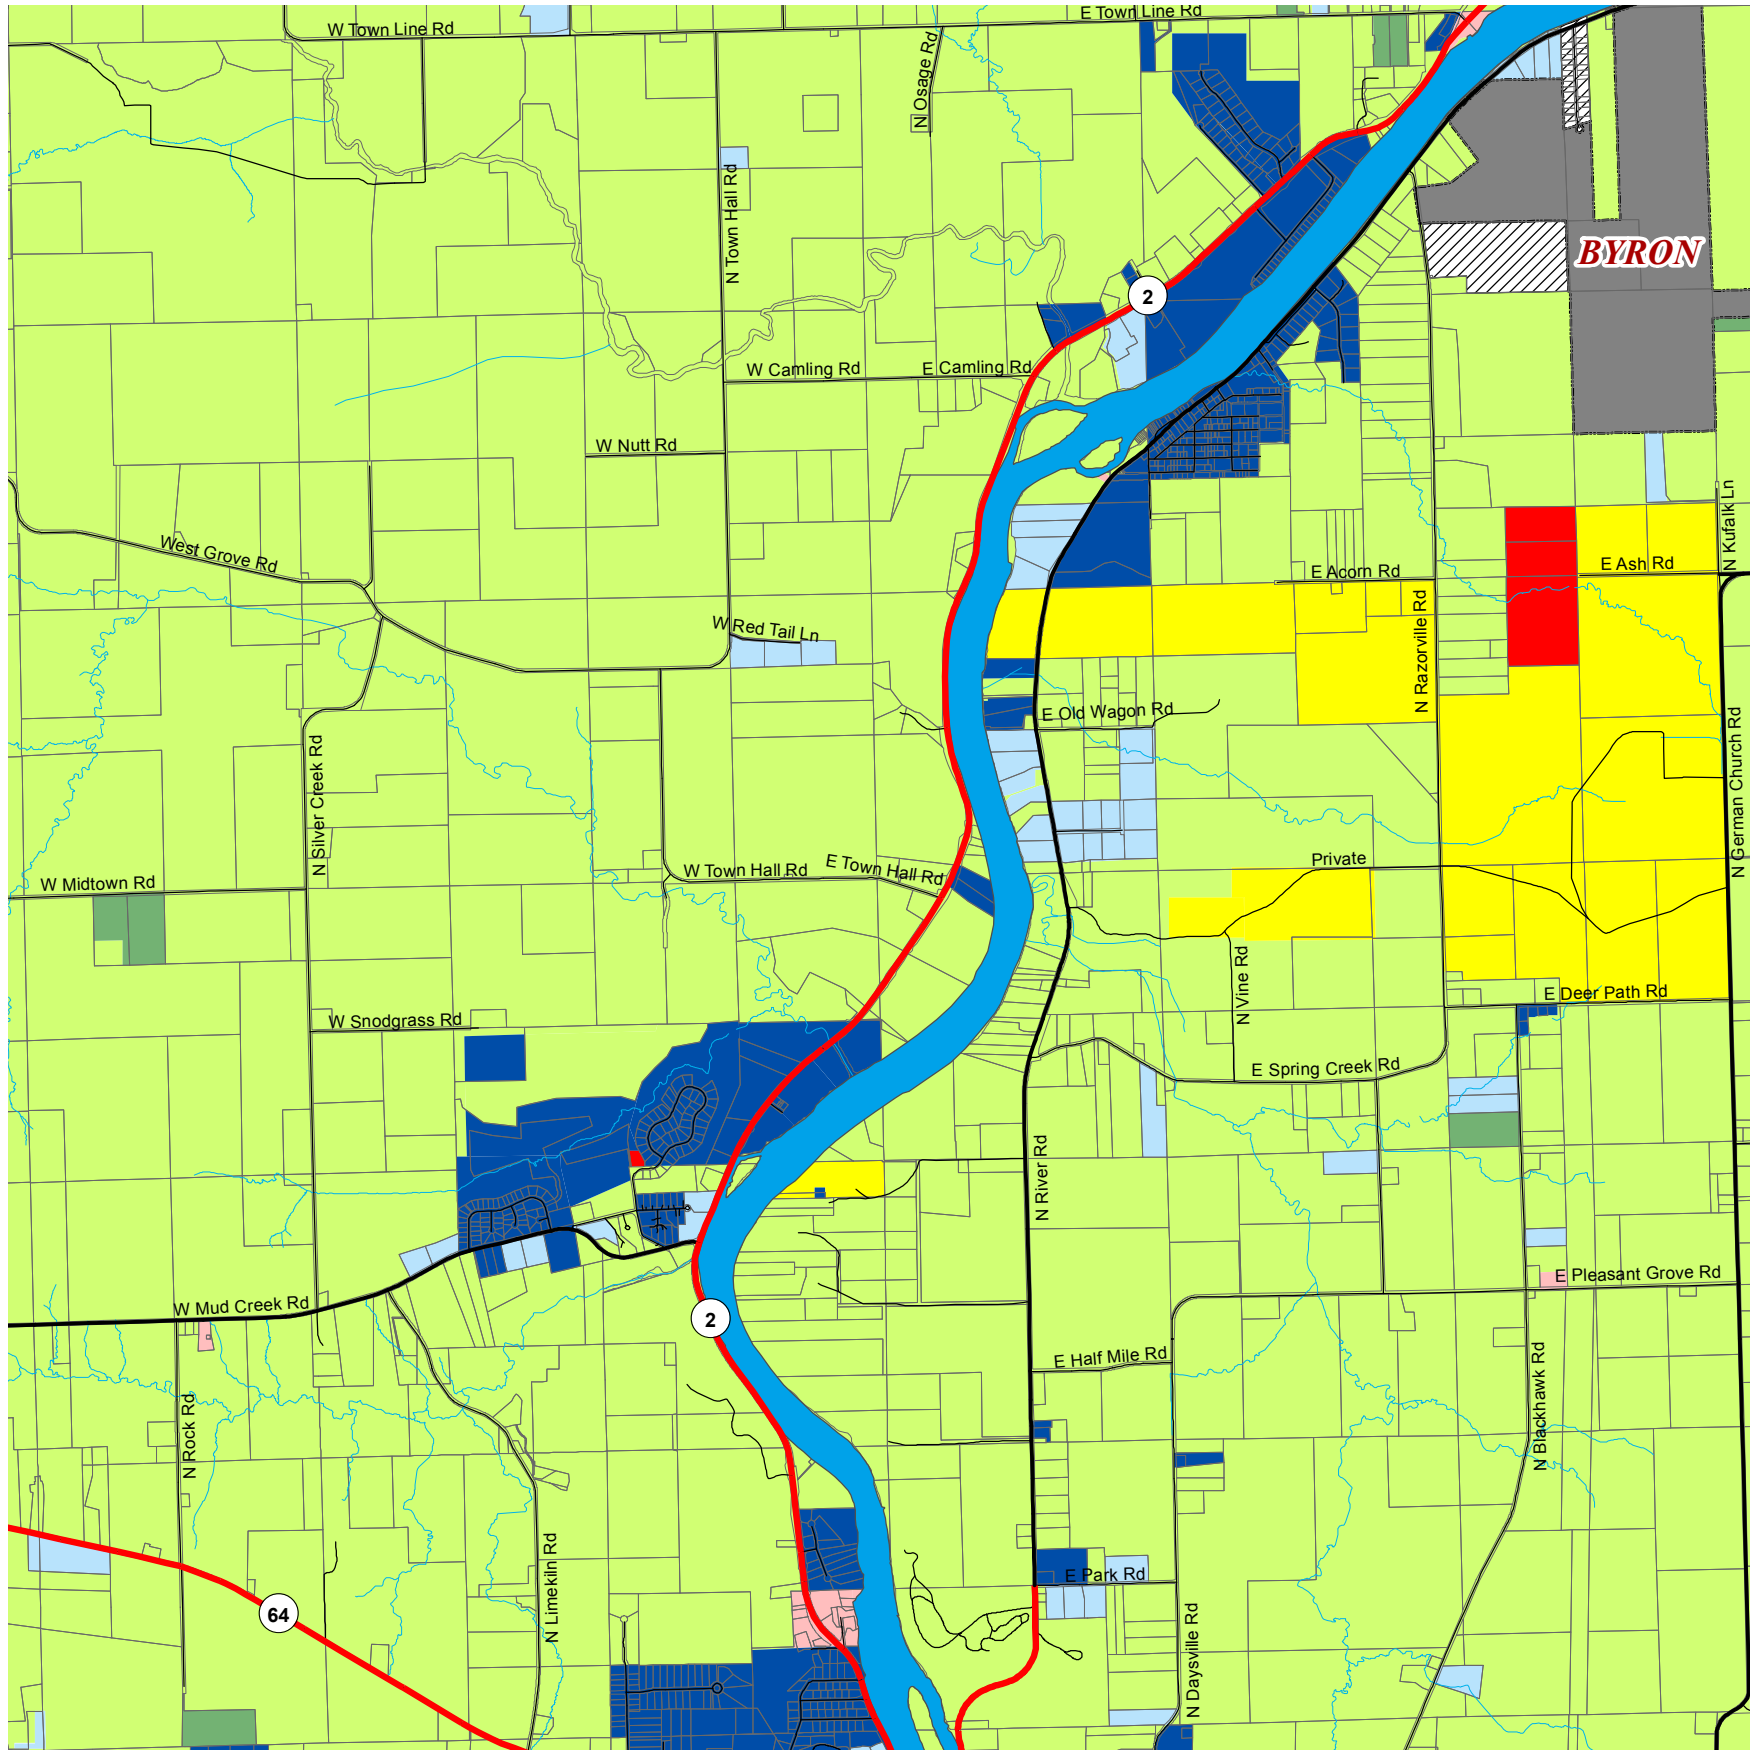 E Town Line Rd
W Town Line Rd
N Osage Rd
N Town Hall Rd
BYRON
2
W Camling Rd
E Camling Rd
W Nutt Rd
N Kufalk Ln
West Grove Rd
E Acorn Rd
E Ash Rd
N Razorville Rd
W Red Tail Ln
E Old Wagon Rd
N German Church Rd
N Silver Creek Rd
Private
W Town Hall Rd
E Town Hall Rd
W Midtown Rd
N Vine Rd
E Deer Path Rd
W Snodgrass Rd
E Spring Creek Rd
N River Rd
E Pleasant Grove Rd
W Mud Creek Rd
2
E Half Mile Rd
N Blackhawk Rd
N Rock Rd
N Limekiln Rd
E Park Rd
64
N Daysville Rd